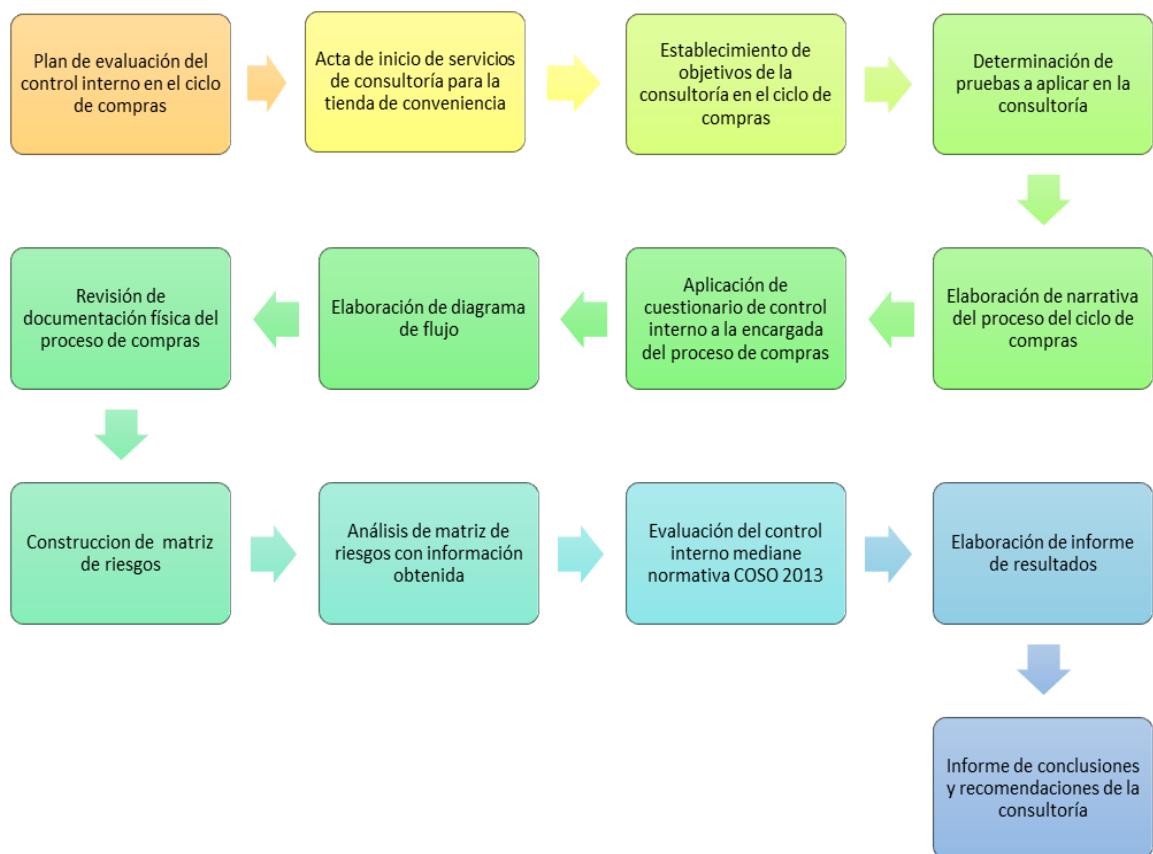 Plan de evaluación del
control interno en el ciclo
de compras
Acta de inicio de servicios
de consultoría para la
tienda de conveniencia
Establecimiento de
objetivos de la
consultoría en el ciclo de
compras
Determinación de
pruebas a aplicar en la
consultoría
Elaboración de narrativa
del proceso del ciclo de
compras
Aplicación de
cuestionario de control
interno a la encargada
del proceso de compras
Elaboración de diagrama
de flujo
Revisión de
documentación física del
proceso de compras
Construccion de matriz
de riesgos
Análisis de matriz de
riesgos con información
obtenida
Evaluación del control
interno mediane
normativa COSO 2013
Elaboración de informe
de resultados
Informe de conclusiones
y recomendaciones de la
consultoría